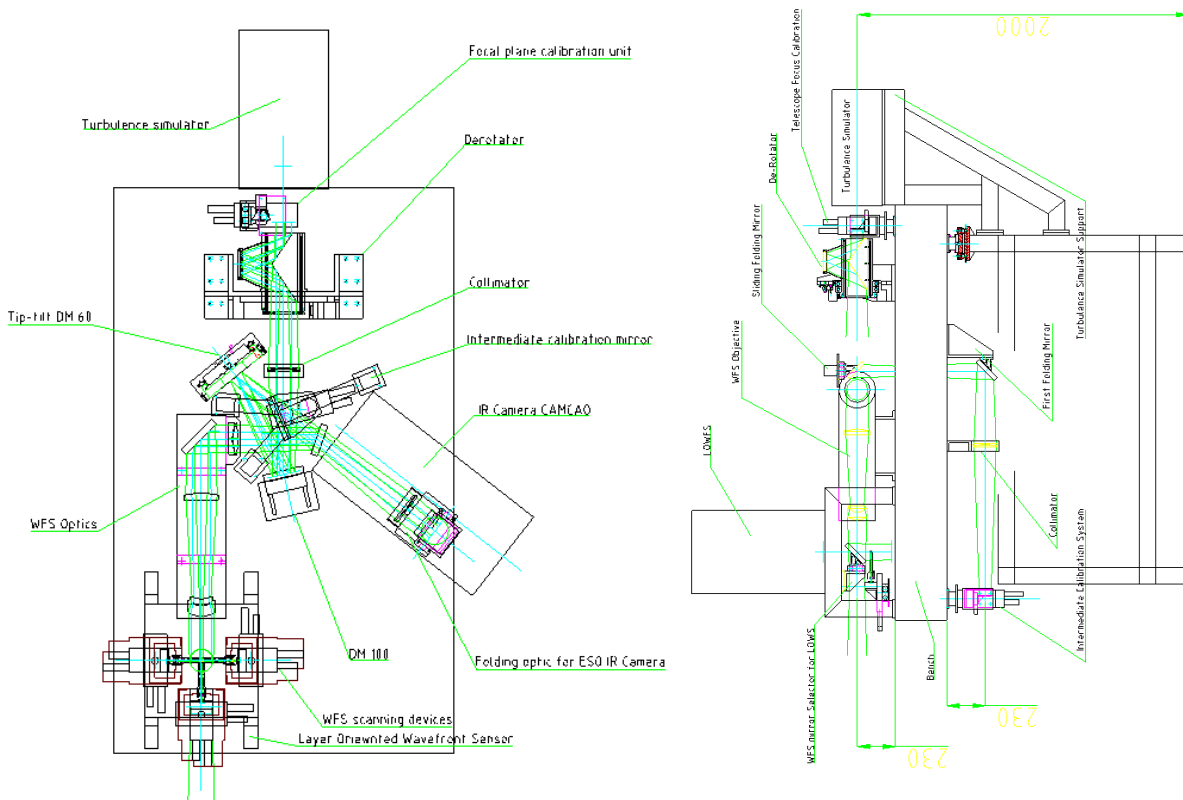 Focal plane calibration unit
Turbulence simulator
Derotator
Collimator
Tip-tilt DM 60
Intermediate calibration mirror
IR Camera CAMCAO
WFS Optics
DM 100
Folding optic for ESO IR Camera
WFS scanning devices
Layer Oriewnted Wavefront Sensor
2000
Telescope Focus Calibration
Turbulence Simulator
De-Rotator
Sliding Folding Mirror
Turbulence Simulator Support
WFS Objective
First Folding Mirror
LOWFS
Collimator
Intermediate Calibration System
WFS mirror Selector for LOWS
Bench
230
230